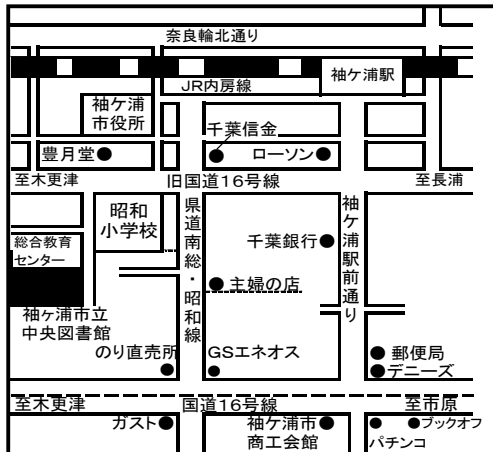 奈良輪北通り
袖ケ浦駅
JR内房線
袖ケ浦
市役所
千葉信金
豊月堂
ローソン
至木更津
旧国道16号線
至長浦
昭和
小学校
県道南総・昭和線
袖ケ浦駅前通り
総合教育
センター
千葉銀行
主婦の店
袖ヶ浦市立
中央図書館
のり直売所
GSエネオス
郵便局
デニーズ
至木更津
国道16号線
至市原
ガスト
袖ケ浦市
商工会館
ブックオフ
パチンコ